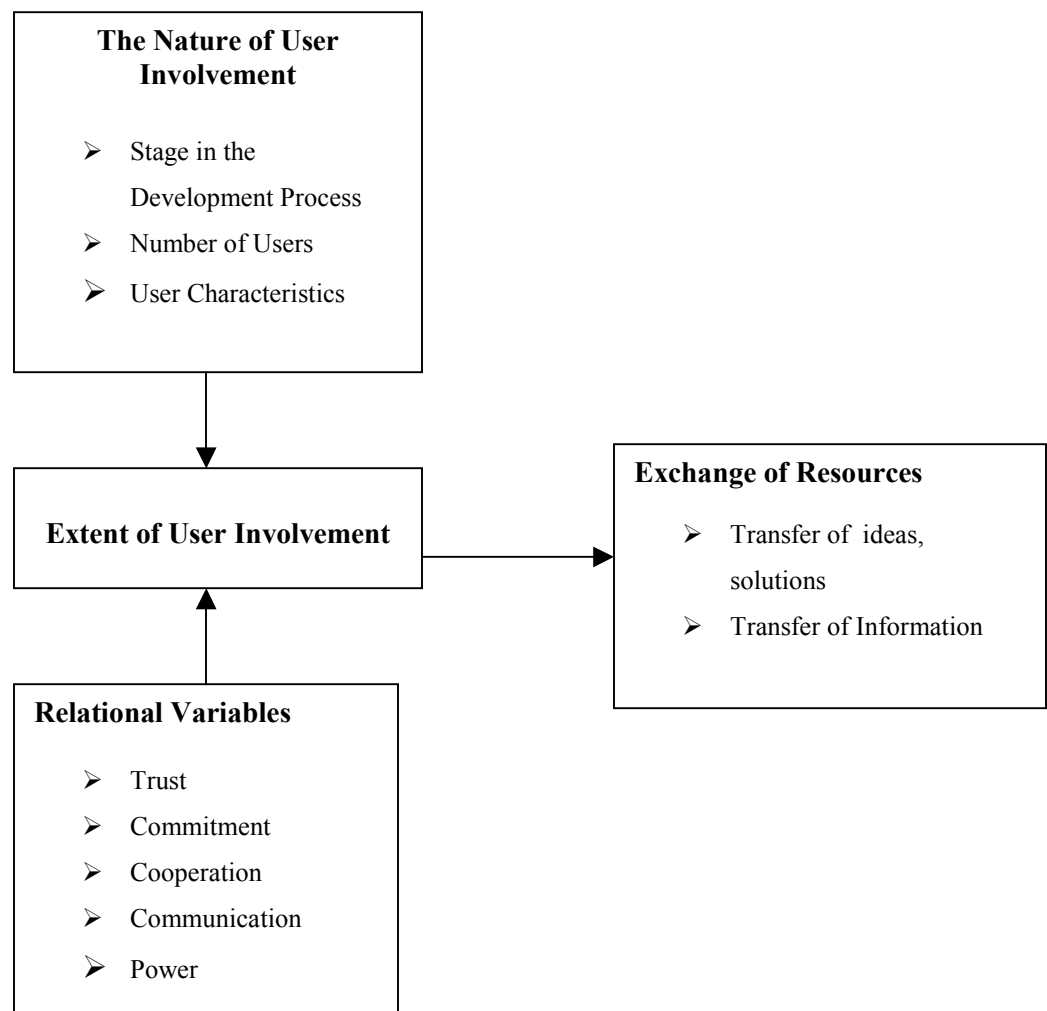 The Nature of User
Involvement
➢ Stage in the
Development Process
➢ Number of Users
➢ User Characteristics
Extent of User Involvement
Exchange of Resources
➢ Transfer of ideas,
solutions
➢ Transfer of Information
Relational Variables
➢ Trust
➢ Commitment
➢ Cooperation
➢ Communication
➢ Power